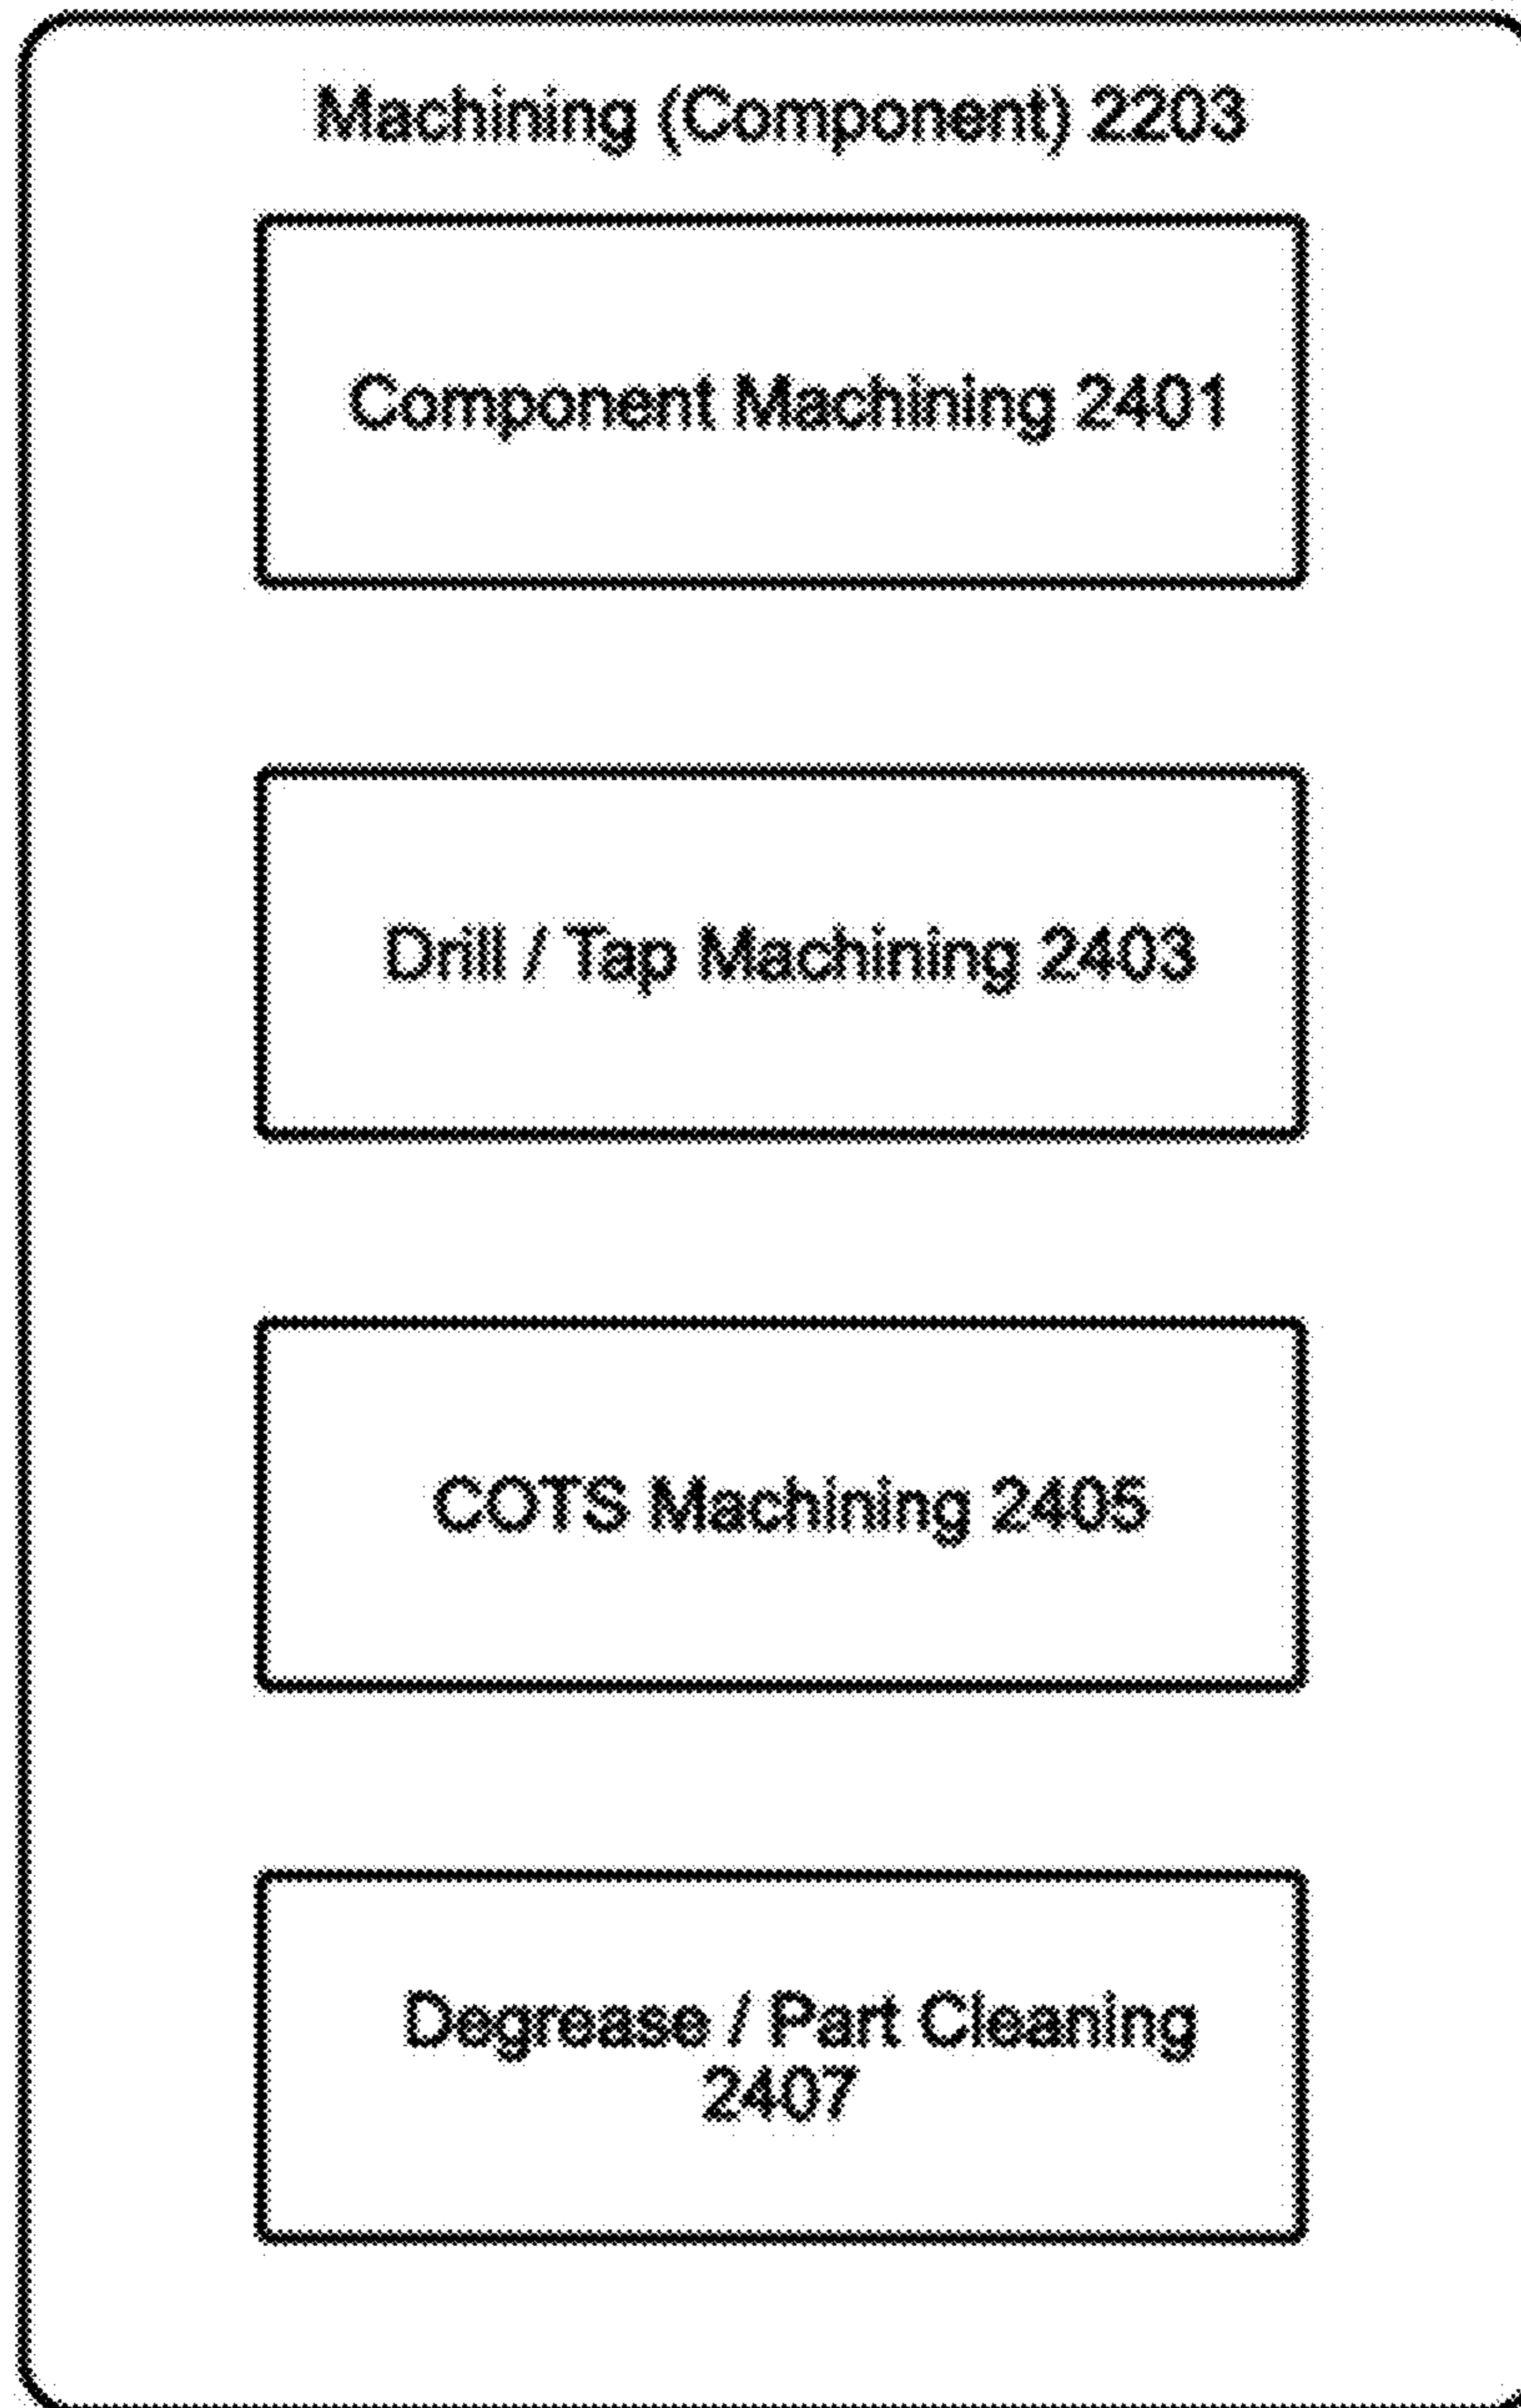 Machining (Component) 2203
Component Machining 2401
Drill / Tap Machining 2403
COTS Machining 2405
Degrease / Part Cleaning
2407